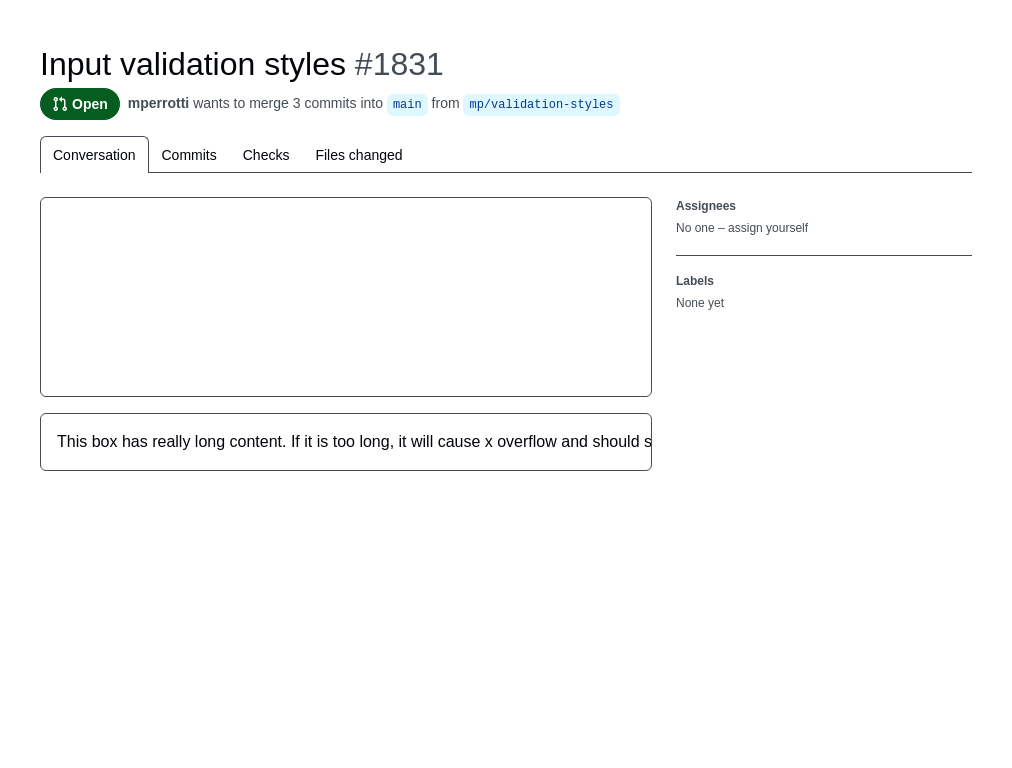 Input validation styles #1831
Open mperrotti wants to merge 3 commits into main from mp/validation-styles
Conversation Commits Checks Files changed
Assignees
No one – assign yourself
Labels
None yet
This box has really long content. If it is too long, it will cause x overflow and should s